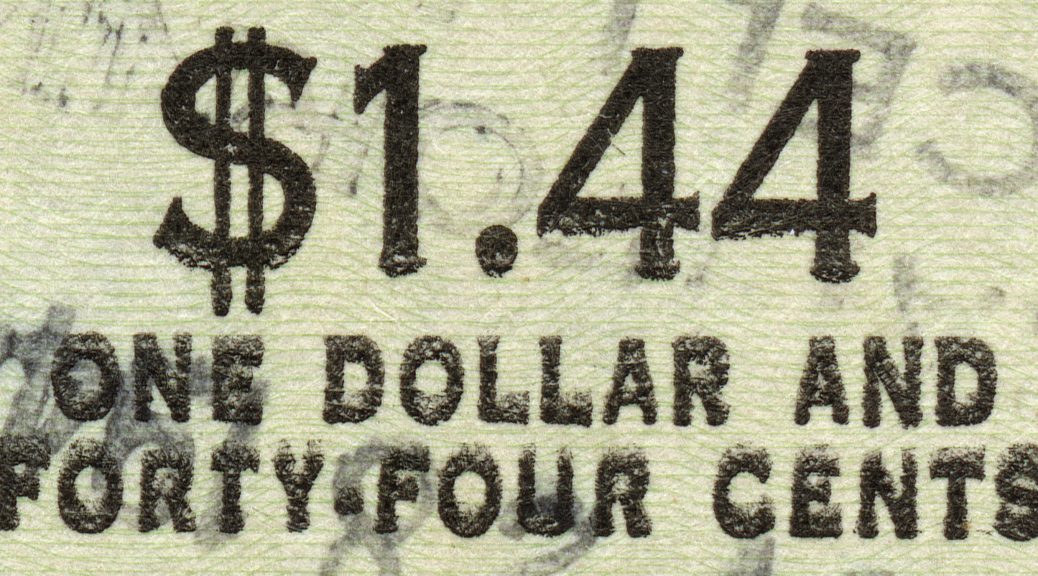 $1.44
ONE DOLLAR AND
FORTY-FOUR CENTS